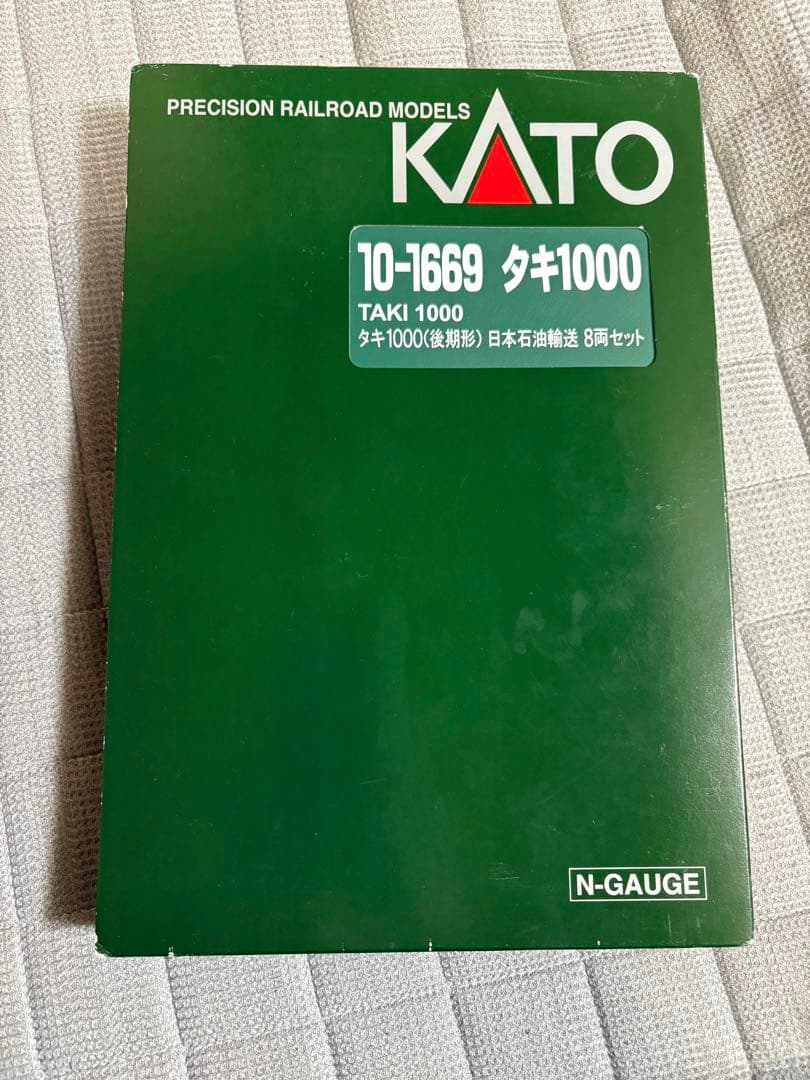 PRECISION RAILROAD MODELS
KATO
10-1669 タキ1000
TAKI 1000
タキ1000(後期形) 日本石油輸送 8両セット
N-GAUGE